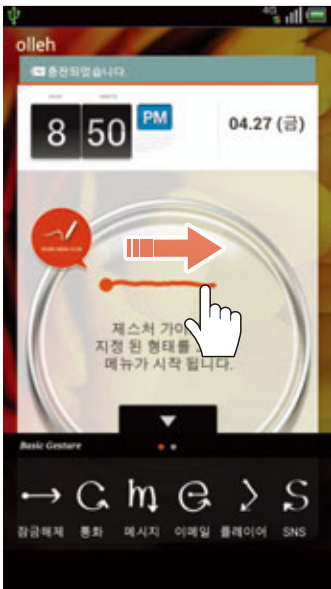 4G
olleh
충전되었습니다.
8 50 PM
04.27 (금)
제스처 가이
지정 된 형태를
메뉴가 시작 됩니다.
Basic Gesture
잠금해제 통화 메시지 이메일 플레이어 SNS